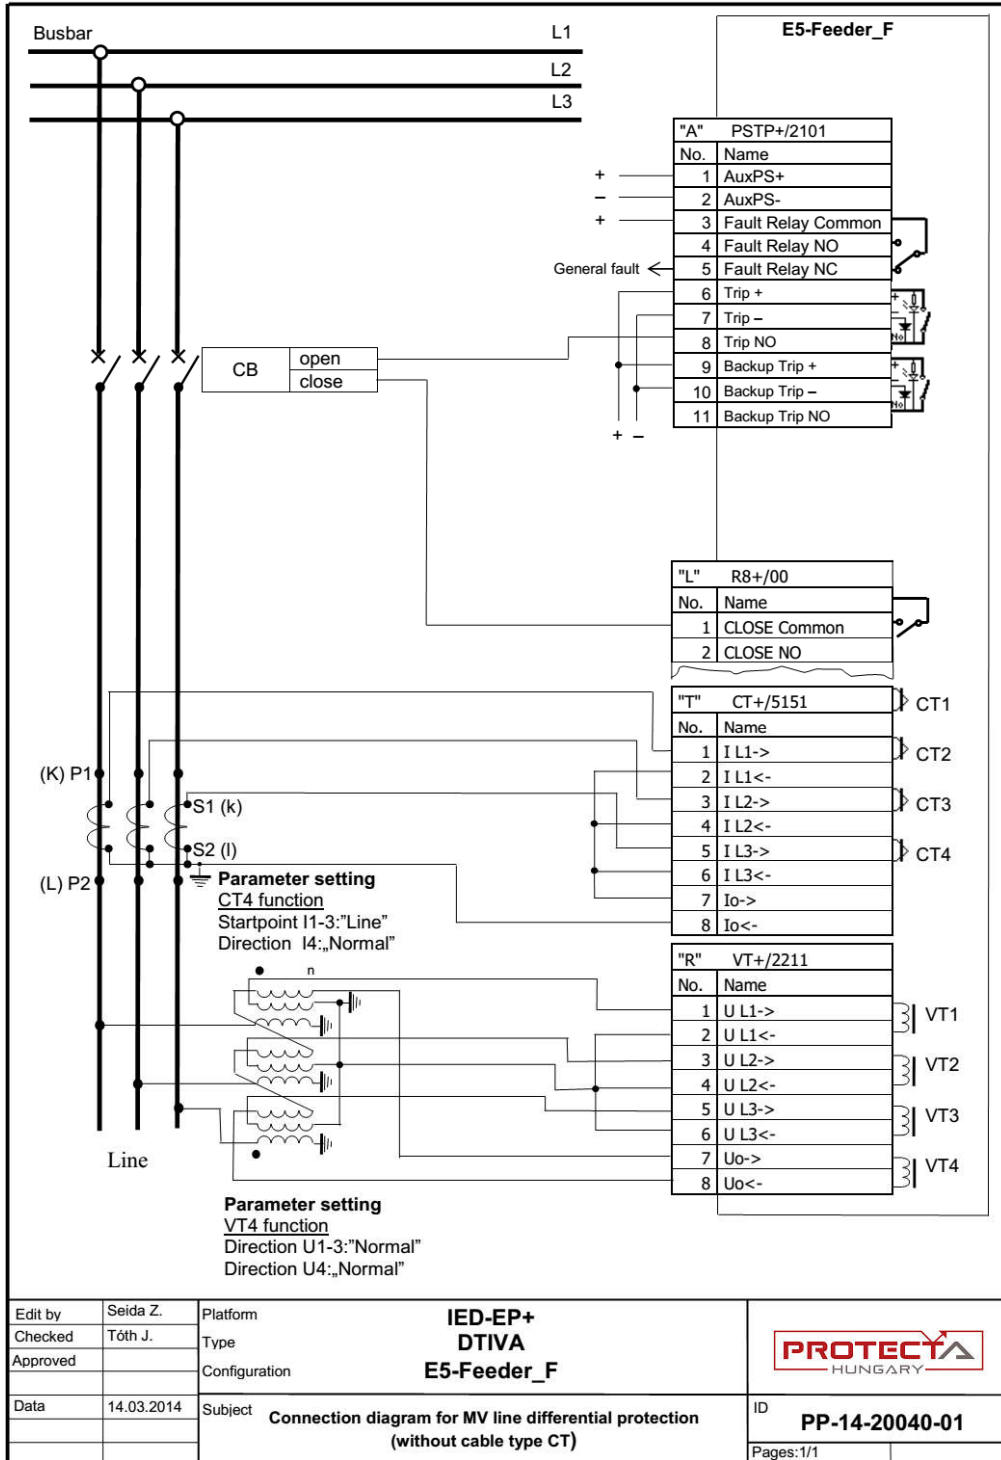 Busbar
L1
L2
L3
E5-Feeder_F
"A" PSTP+/2101
No. Name
+ 1 AuxPS+
– 2 AuxPS-
+ 3 Fault Relay Common
4 Fault Relay NO
General fault 5 Fault Relay NC
6 Trip +
7 Trip –
8 Trip NO
9 Backup Trip +
10 Backup Trip –
11 Backup Trip NO
+ –
CB
open
close
"L" R8+/00
No. Name
1 CLOSE Common
2 CLOSE NO
"T" CT+/5151
No. Name
1 I L1->
2 I L1<-
3 I L2->
4 I L2<-
5 I L3->
6 I L3<-
7 Io->
8 Io<-
CT1
CT2
CT3
CT4
(K) P1
S1 (k)
S2 (l)
(L) P2
Parameter setting
CT4 function
Startpoint I1-3:”Line”
Direction I4:„Normal”
n
"R" VT+/2211
No. Name
1 U L1->
2 U L1<-
3 U L2->
4 U L2<-
5 U L3->
6 U L3<-
7 Uo->
8 Uo<-
VT1
VT2
VT3
VT4
Line
Parameter setting
VT4 function
Direction U1-3:”Normal”
Direction U4:„Normal”
Edit by Seida Z.
Checked Tóth J.
Approved
Data 14.03.2014
Platform IED-EP+
Type DTIVA
Configuration E5-Feeder_F
Subject Connection diagram for MV line differential protection
(without cable type CT)
PROTECTA
HUNGARY
ID
PP-14-20040-01
Pages:1/1